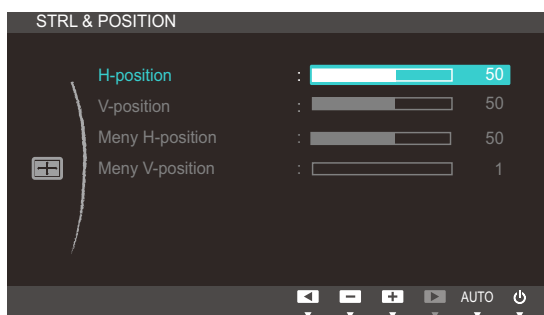 STRL & POSITION
H-position : 50
V-position : 50
Meny H-position : 50
Meny V-position : 1
AUTO